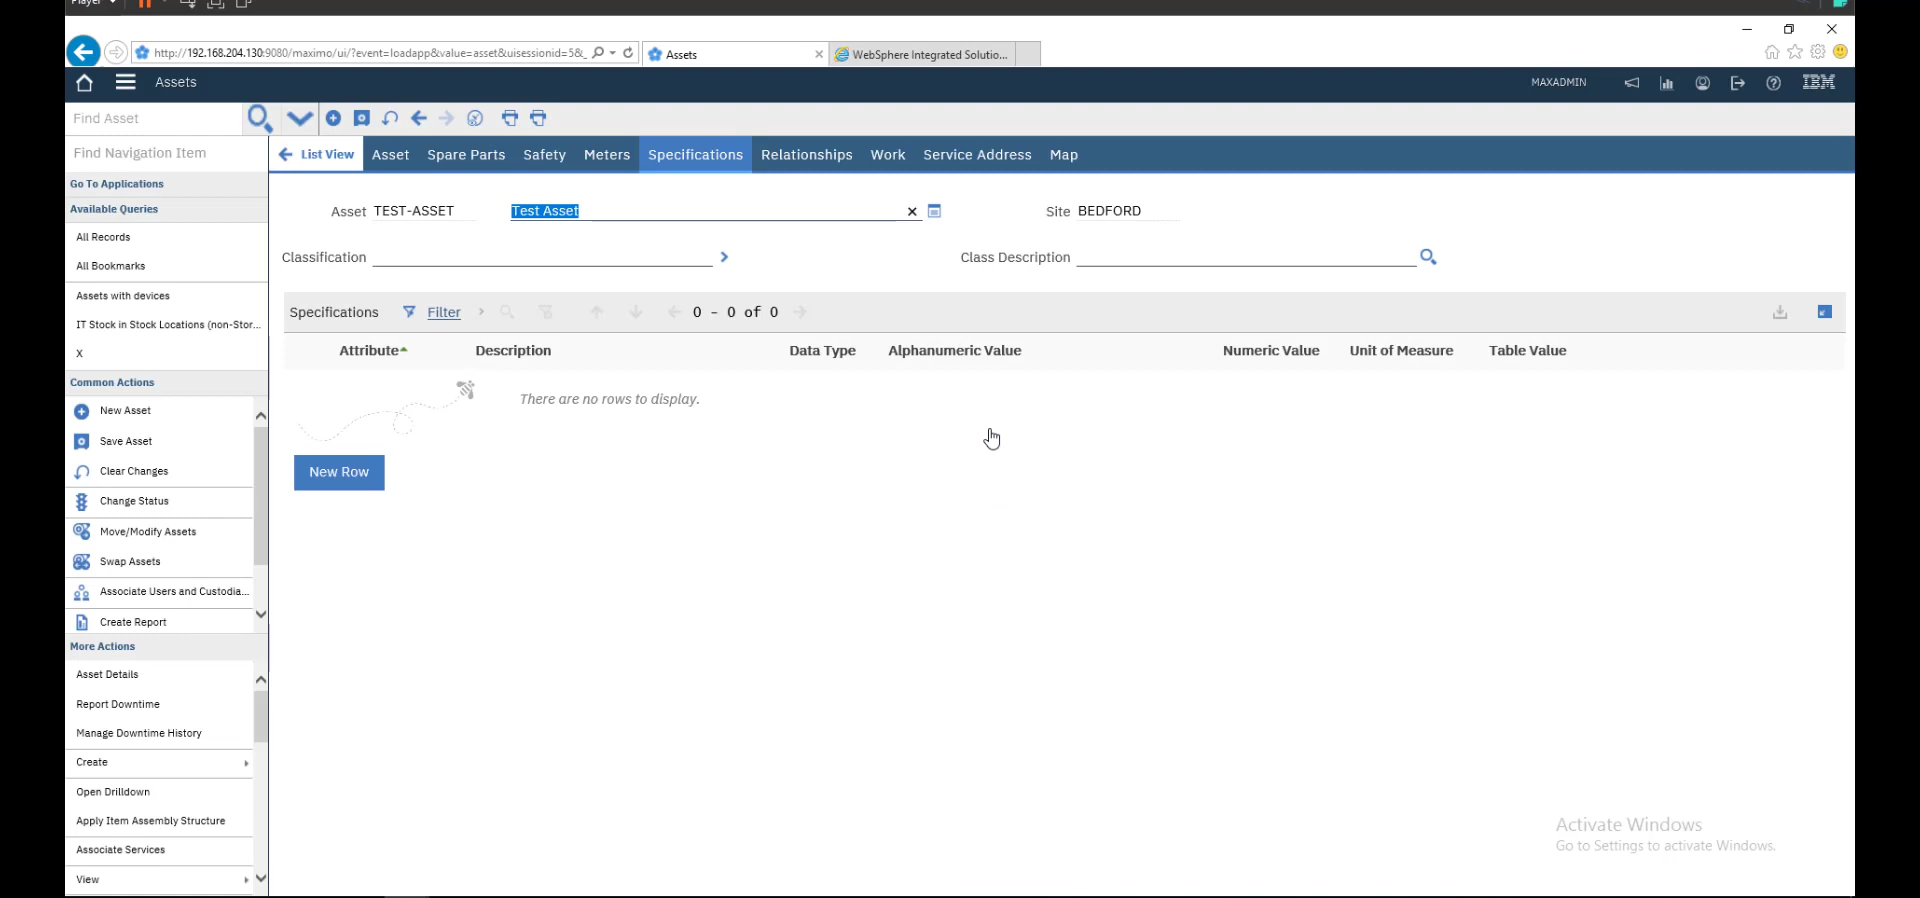 Player
http://192.168.204.130:9080/maximo/ui/?event=loadapp&value=asset&uisessionid=5&
Assets
WebSphere Integrated Solutio...
Assets
MAXADMIN
IBM
Find Asset
Find Navigation Item
List View
Asset
Spare Parts
Safety
Meters
Specifications
Relationships
Work
Service Address
Map
Go To Applications
Available Queries
All Records
All Bookmarks
Assets with devices
IT Stock in Stock Locations (non-Stor...
X
Common Actions
New Asset
Save Asset
Clear Changes
Change Status
Move/Modify Assets
Swap Assets
Associate Users and Custodia...
Create Report
More Actions
Asset Details
Report Downtime
Manage Downtime History
Create
Open Drilldown
Apply Item Assembly Structure
Associate Services
View
Asset TEST-ASSET Test Asset Site BEDFORD
Classification Class Description
Specifications Filter 0 - 0 of 0
Attribute Description Data Type Alphanumeric Value Numeric Value Unit of Measure Table Value
There are no rows to display.
New Row
Activate Windows
Go to Settings to activate Windows.